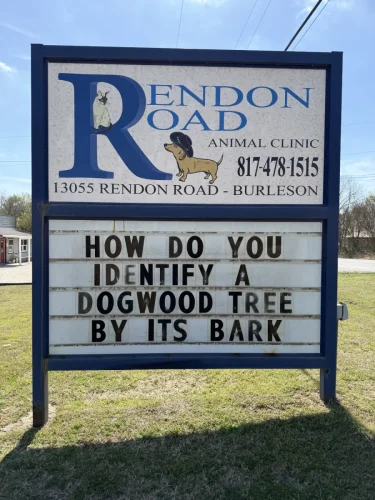 RENDON
ROAD
ANIMAL CLINIC
817-478-1515
13055 RENDON ROAD - BURLESON
HOW DO YOU
IDENTIFY A
DOGWOOD TREE
BY ITS BARK